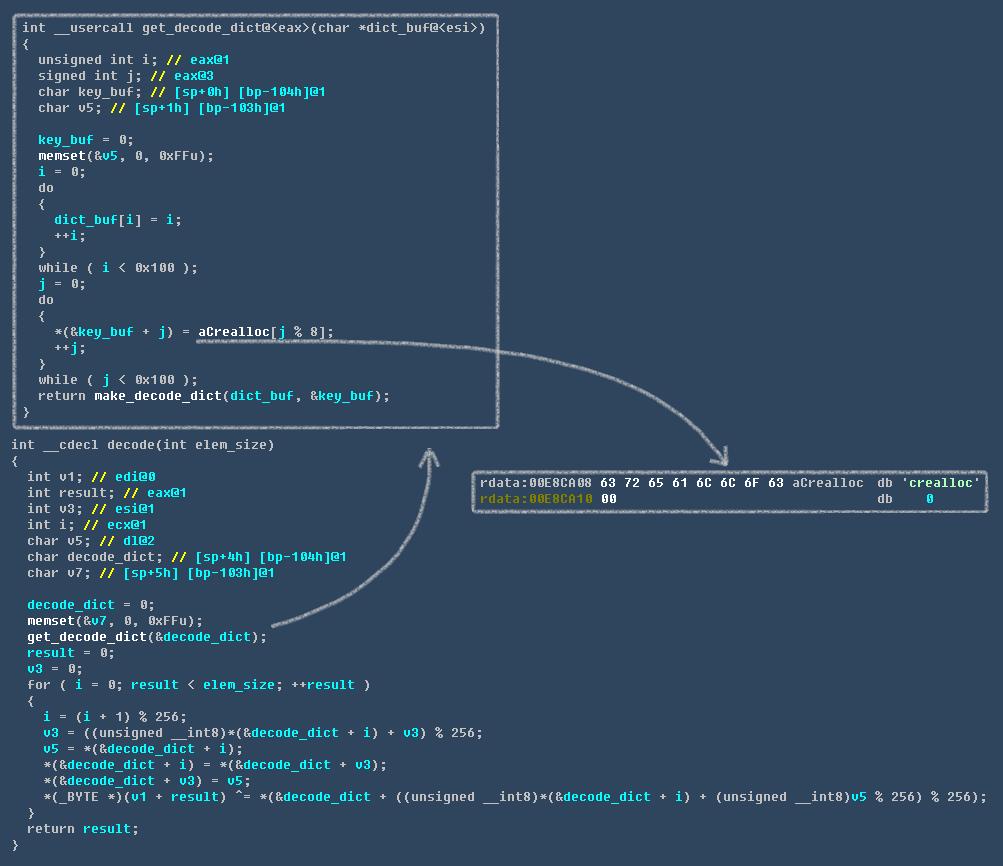 int __usercall get_decode_dict@<eax>(char *dict_buf@<esi>)
{
  unsigned int i; // eax@1
  signed int j; // eax@3
  char key_buf; // [sp+0h] [bp-104h]@1
  char v5; // [sp+1h] [bp-103h]@1

  key_buf = 0;
  memset(&v5, 0, 0xFFu);
  i = 0;
  do
  {
    dict_buf[i] = i;
    ++i;
  }
  while ( i < 0x100 );
  j = 0;
  do
  {
    *(&key_buf + j) = aCrealloc[j % 8];
    ++j;
  }
  while ( j < 0x100 );
  return make_decode_dict(dict_buf, &key_buf);
}
int __cdecl decode(int elem_size)
{
  int v1; // edi@0
  int result; // eax@1
  int v3; // esi@1
  int i; // ecx@1
  char v5; // dl@2
  char decode_dict; // [sp+4h] [bp-104h]@1
  char v7; // [sp+5h] [bp-103h]@1

  decode_dict = 0;
  memset(&v7, 0, 0xFFu);
  get_decode_dict(&decode_dict);
  result = 0;
  v3 = 0;
  for ( i = 0; result < elem_size; ++result )
  {
    i = (i + 1) % 256;
    v3 = ((unsigned __int8)*(&decode_dict + i) + v3) % 256;
    v5 = *(&decode_dict + i);
    *(&decode_dict + i) = *(&decode_dict + v3);
    *(&decode_dict + v3) = v5;
    *(_BYTE *)(v1 + result) ^= *(&decode_dict + ((unsigned __int8)*(&decode_dict + i) + (unsigned __int8)v5 % 256) % 256);
  }
  return result;
}
rdata:00E8CA08 63 72 65 61 6C 6C 6F 63 aCrealloc db 'crealloc'
rdata:00E8CA10 00 db 0